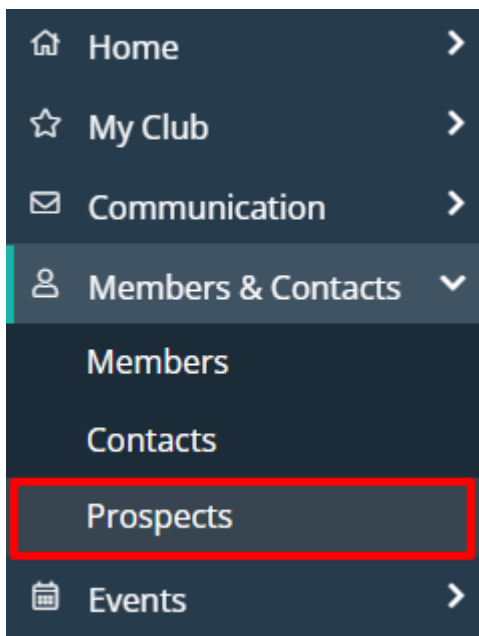 Home
My Club
Communication
Members & Contacts
Members
Contacts
Prospects
Events